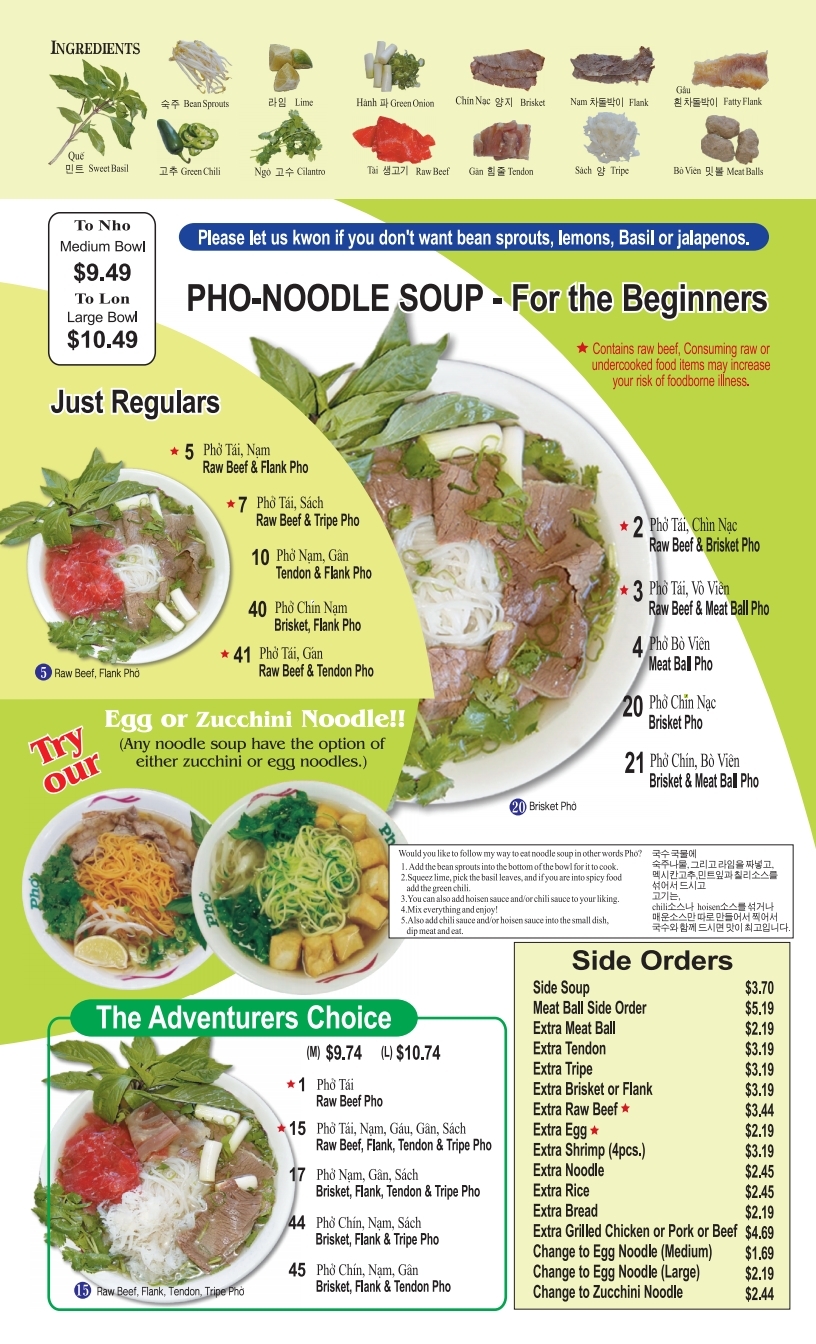 INGREDIENTS
Quế
민트 Sweet Basil
숙주 Bean Sprouts
라임 Lime
Hành 파 Green Onion
Chín Nạc 양지 Brisket
Nam 차돌박이 Flank
Gâu
흰차돌박이 Fatty Flank
고추 Green Chili
Ngò 고수 Cilantro
Tái 생고기 Raw Beef
Gân 힘줄 Tendon
Sách 양 Tripe
Bò Viên 밋볼 Meat Balls
To Nho
Medium Bowl
$9.49
To Lon
Large Bowl
$10.49
Please let us kwon if you don't want bean sprouts, lemons, Basil or jalapenos.
PHO-NOODLE SOUP - For the Beginners
★ Contains raw beef, Consuming raw or
undercooked food items may increase
your risk of foodborne illness.
Just Regulars
★ 5 Phở Tái, Nạm
Raw Beef & Flank Pho
★ 7 Phở Tái, Sách
Raw Beef & Tripe Pho
10 Phở Nạm, Gân
Tendon & Flank Pho
40 Phở Chín Nạm
Brisket, Flank Pho
★ 41 Phở Tái, Gân
Raw Beef & Tendon Pho
5 Raw Beef, Flank Phở
★ 2 Phở Tái, Chìn Nạc
Raw Beef & Brisket Pho
★ 3 Phở Tái, Vò Viên
Raw Beef & Meat Ball Pho
4 Phở Bò Viên
Meat Ball Pho
20 Phở Chín Nạc
Brisket Pho
21 Phở Chín, Bò Viên
Brisket & Meat Ball Pho
20 Brisket Phở
Try
our
Egg or Zucchini Noodle!!
(Any noodle soup have the option of
either zucchini or egg noodles.)
Phở
Phở
Ph
Would you like to follow my way to eat noodle soup in other words Pho?
1. Add the bean sprouts into the bottom of the bowl for it to cook.
2.Squeez lime, pick the basil leaves, and if you are into spicy food
add the green chili.
3.You can also add hoisen sauce and/or chili sauce to your liking.
4.Mix everything and enjoy!
5.Also add chili sauce and/or hoisen sauce into the small dish,
dip meat and eat.
국수 국물에
숙주나물, 그리고 라임을 짜넣고,
멕시칸고추,민트잎과 칠리소스를
섞어서 드시고
고기는,
chili소스나 hoisen소스를 섞거나
매운소스만 따로 만들어서 찍어서
국수와 함께 드시면 맛이 최고입니다.
The Adventurers Choice
(M) $9.74 (L) $10.74
★ 1 Phở Tái
Raw Beef Pho
★ 15 Phở Tái, Nạm, Gáu, Gân, Sách
Raw Beef, Flank, Tendon & Tripe Pho
17 Phở Nạm, Gân, Sách
Brisket, Flank, Tendon & Tripe Pho
44 Phở Chín, Nạm, Sách
Brisket, Flank & Tripe Pho
45 Phở Chín, Nạm, Gân
Brisket, Flank & Tendon Pho
15 Raw Beef, Flank, Tendon, Tripe Phở
Side Orders
Side Soup $3.70
Meat Ball Side Order $5.19
Extra Meat Ball $2.19
Extra Tendon $3.19
Extra Tripe $3.19
Extra Brisket or Flank $3.19
Extra Raw Beef ★ $3.44
Extra Egg ★ $2.19
Extra Shrimp (4pcs.) $3.19
Extra Noodle $2.45
Extra Rice $2.45
Extra Bread $2.19
Extra Grilled Chicken or Pork or Beef $4.69
Change to Egg Noodle (Medium) $1.69
Change to Egg Noodle (Large) $2.19
Change to Zucchini Noodle $2.44